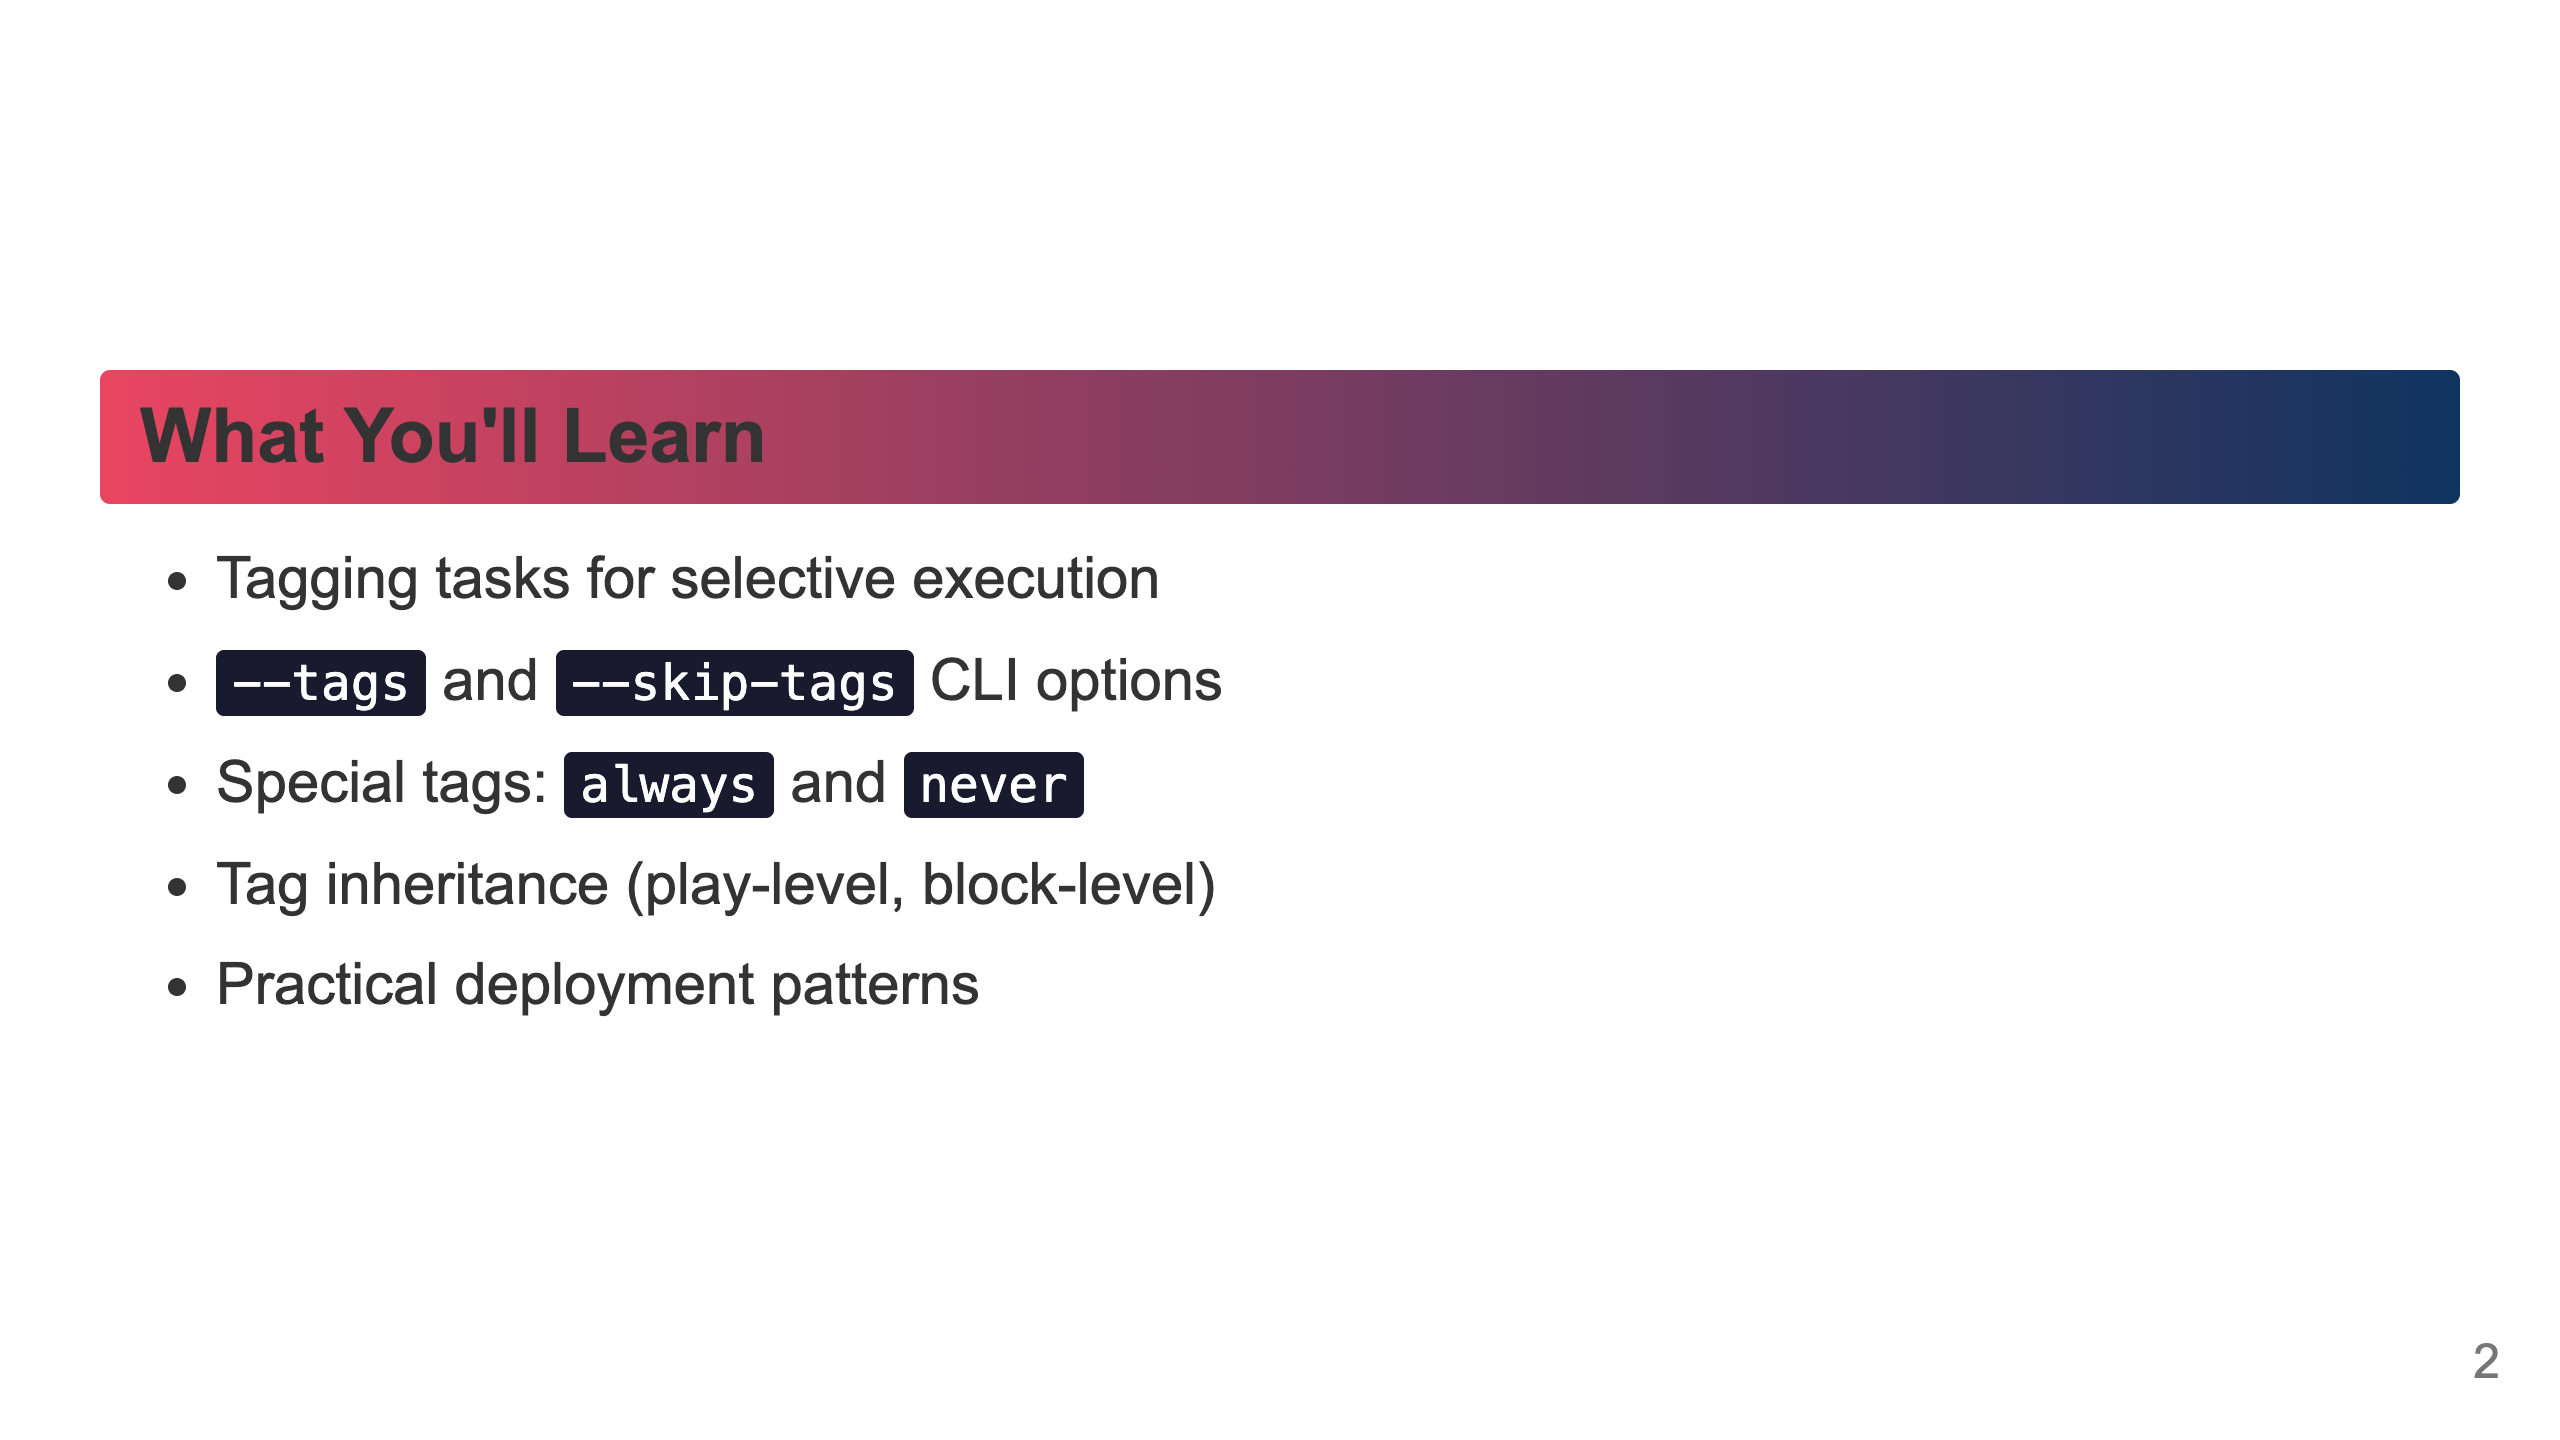 What You'll Learn
• Tagging tasks for selective execution
• --tags and --skip-tags CLI options
• Special tags: always and never
• Tag inheritance (play-level, block-level)
• Practical deployment patterns
2